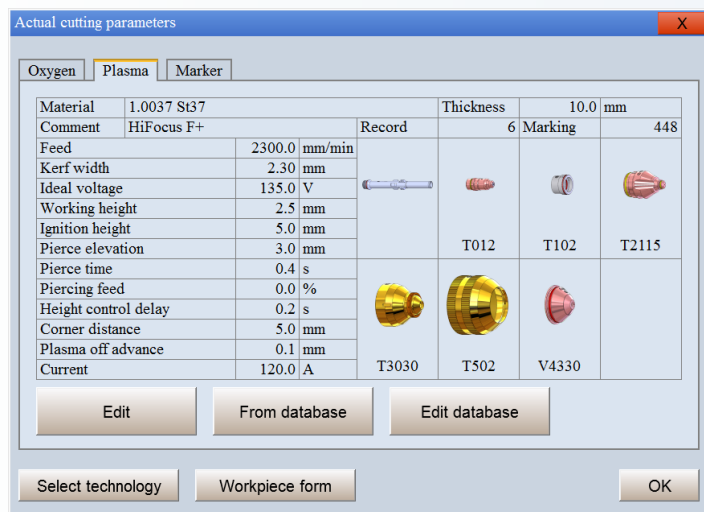 Actual cutting parameters X
Oxygen Plasma Marker
Material 1.0037 St37 Thickness 10.0 mm
Comment HiFocus F+ Record 6 Marking 448
Feed 2300.0 mm/min
Kerf width 2.30 mm
Ideal voltage 135.0 V
Working height 2.5 mm
Ignition height 5.0 mm
Pierce elevation 3.0 mm
T012 T102 T2115
Pierce time 0.4 s
Piercing feed 0.0 %
Height control delay 0.2 s
Corner distance 5.0 mm
Plasma off advance 0.1 mm
Current 120.0 A
T3030 T502 V4330
Edit From database Edit database
Select technology Workpiece form OK